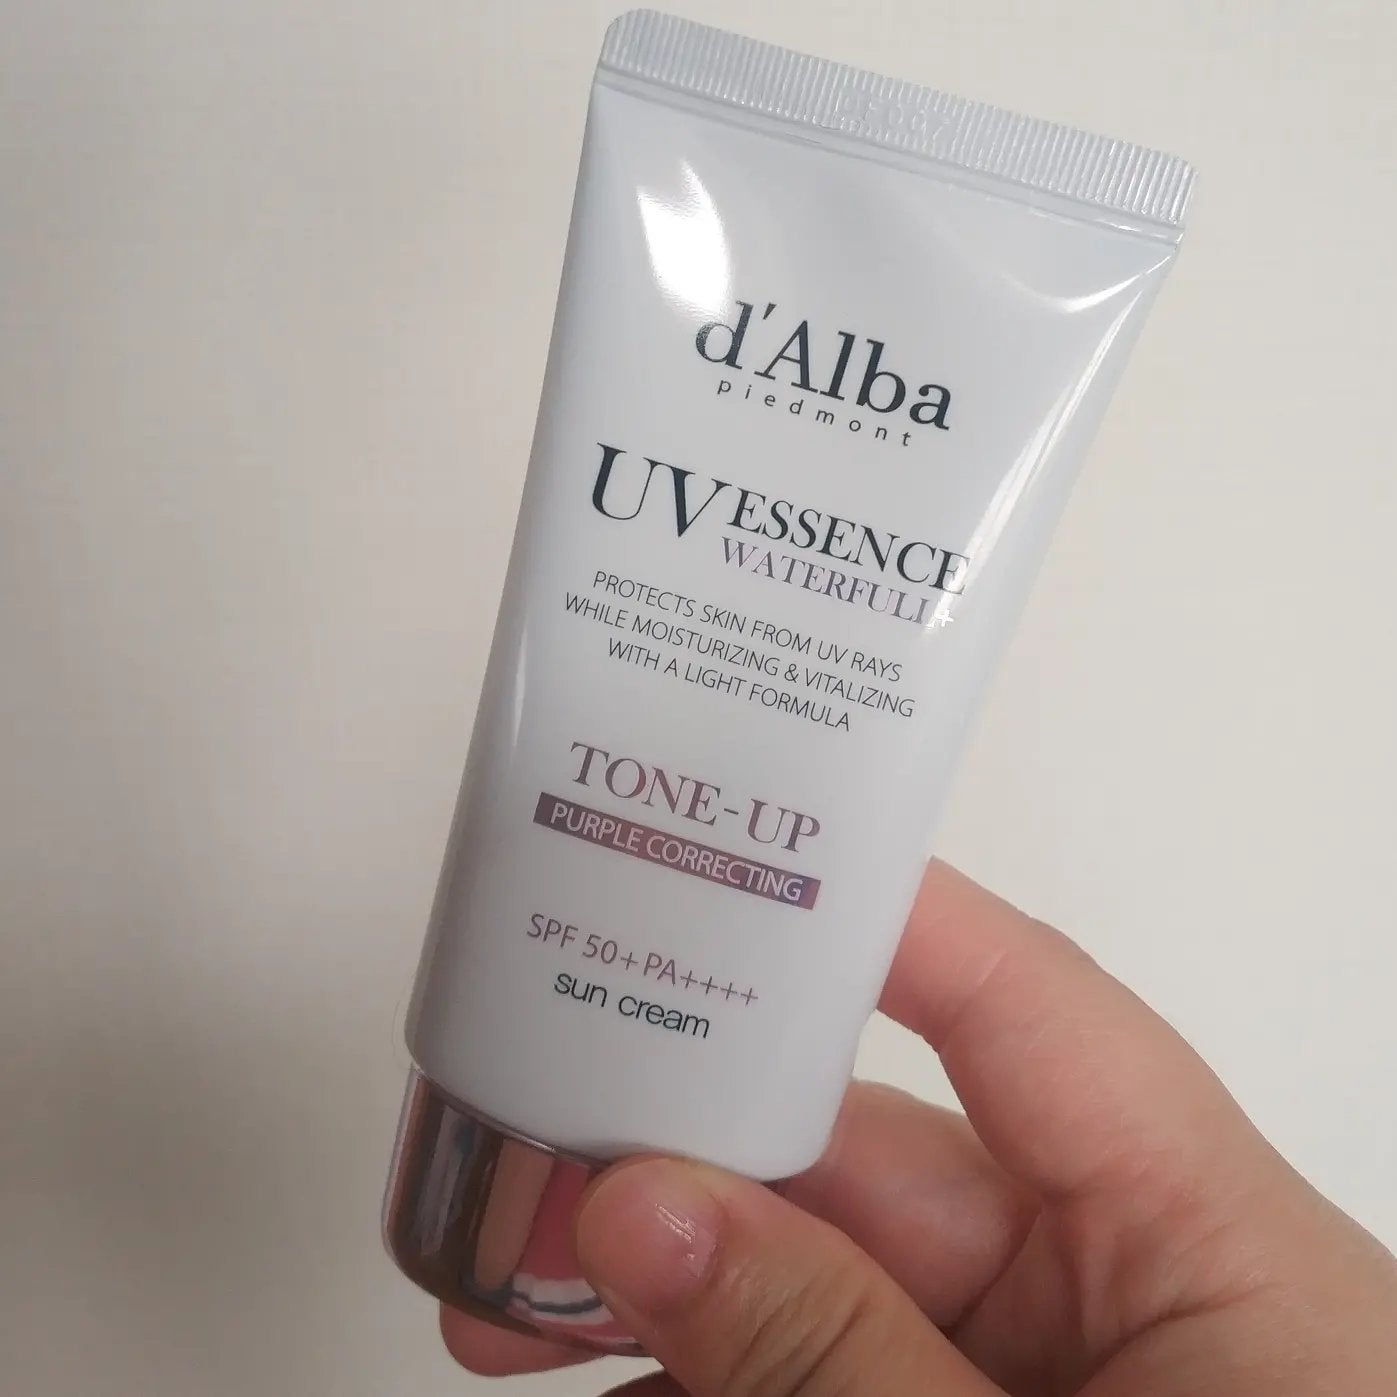 d'Alba
piedmont
UV ESSENCE
WATERFULL+
PROTECTS SKIN FROM UV RAYS
WHILE MOISTURIZING & VITALIZING
WITH A LIGHT FORMULA
TONE-UP
PURPLE CORRECTING
SPF 50+ PA++++
sun cream